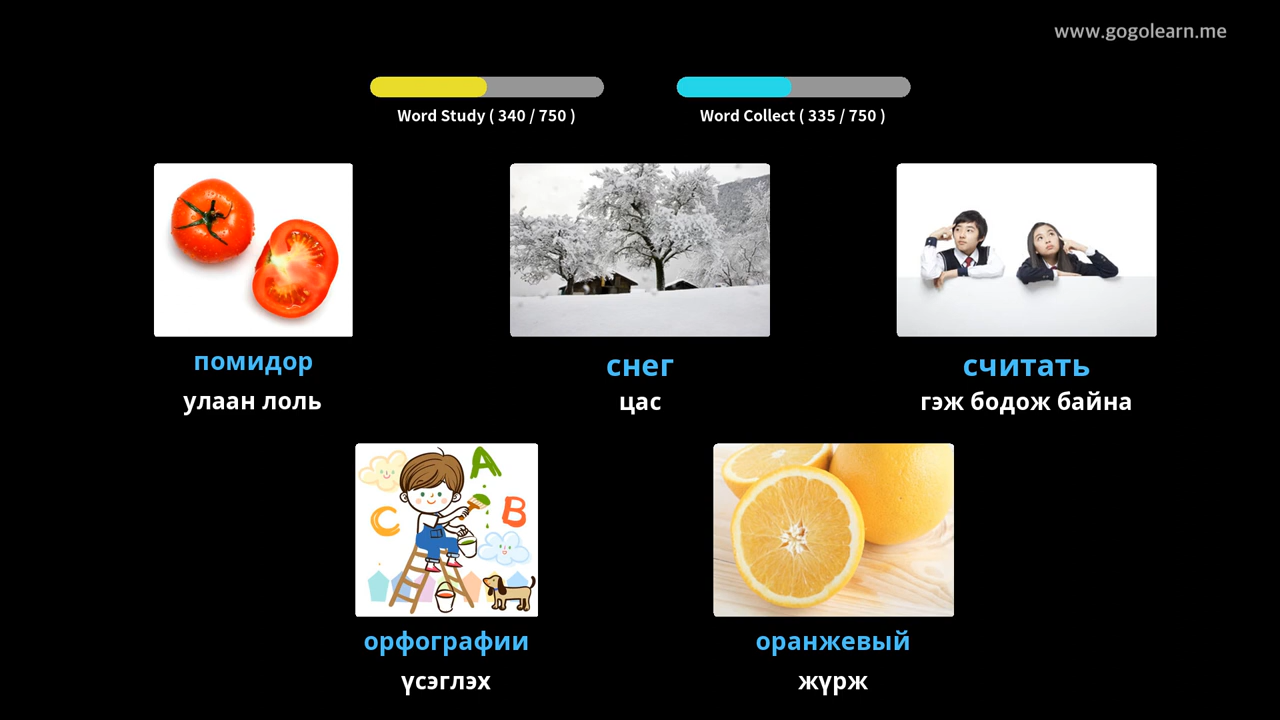 www.gogolearn.me
Word Study ( 340 / 750 )
Word Collect ( 335 / 750 )
помидор
улаан лоль
снег
цас
считать
гэж бодож байна
A
B
C
орфографии
үсэглэх
оранжевый
жүрж